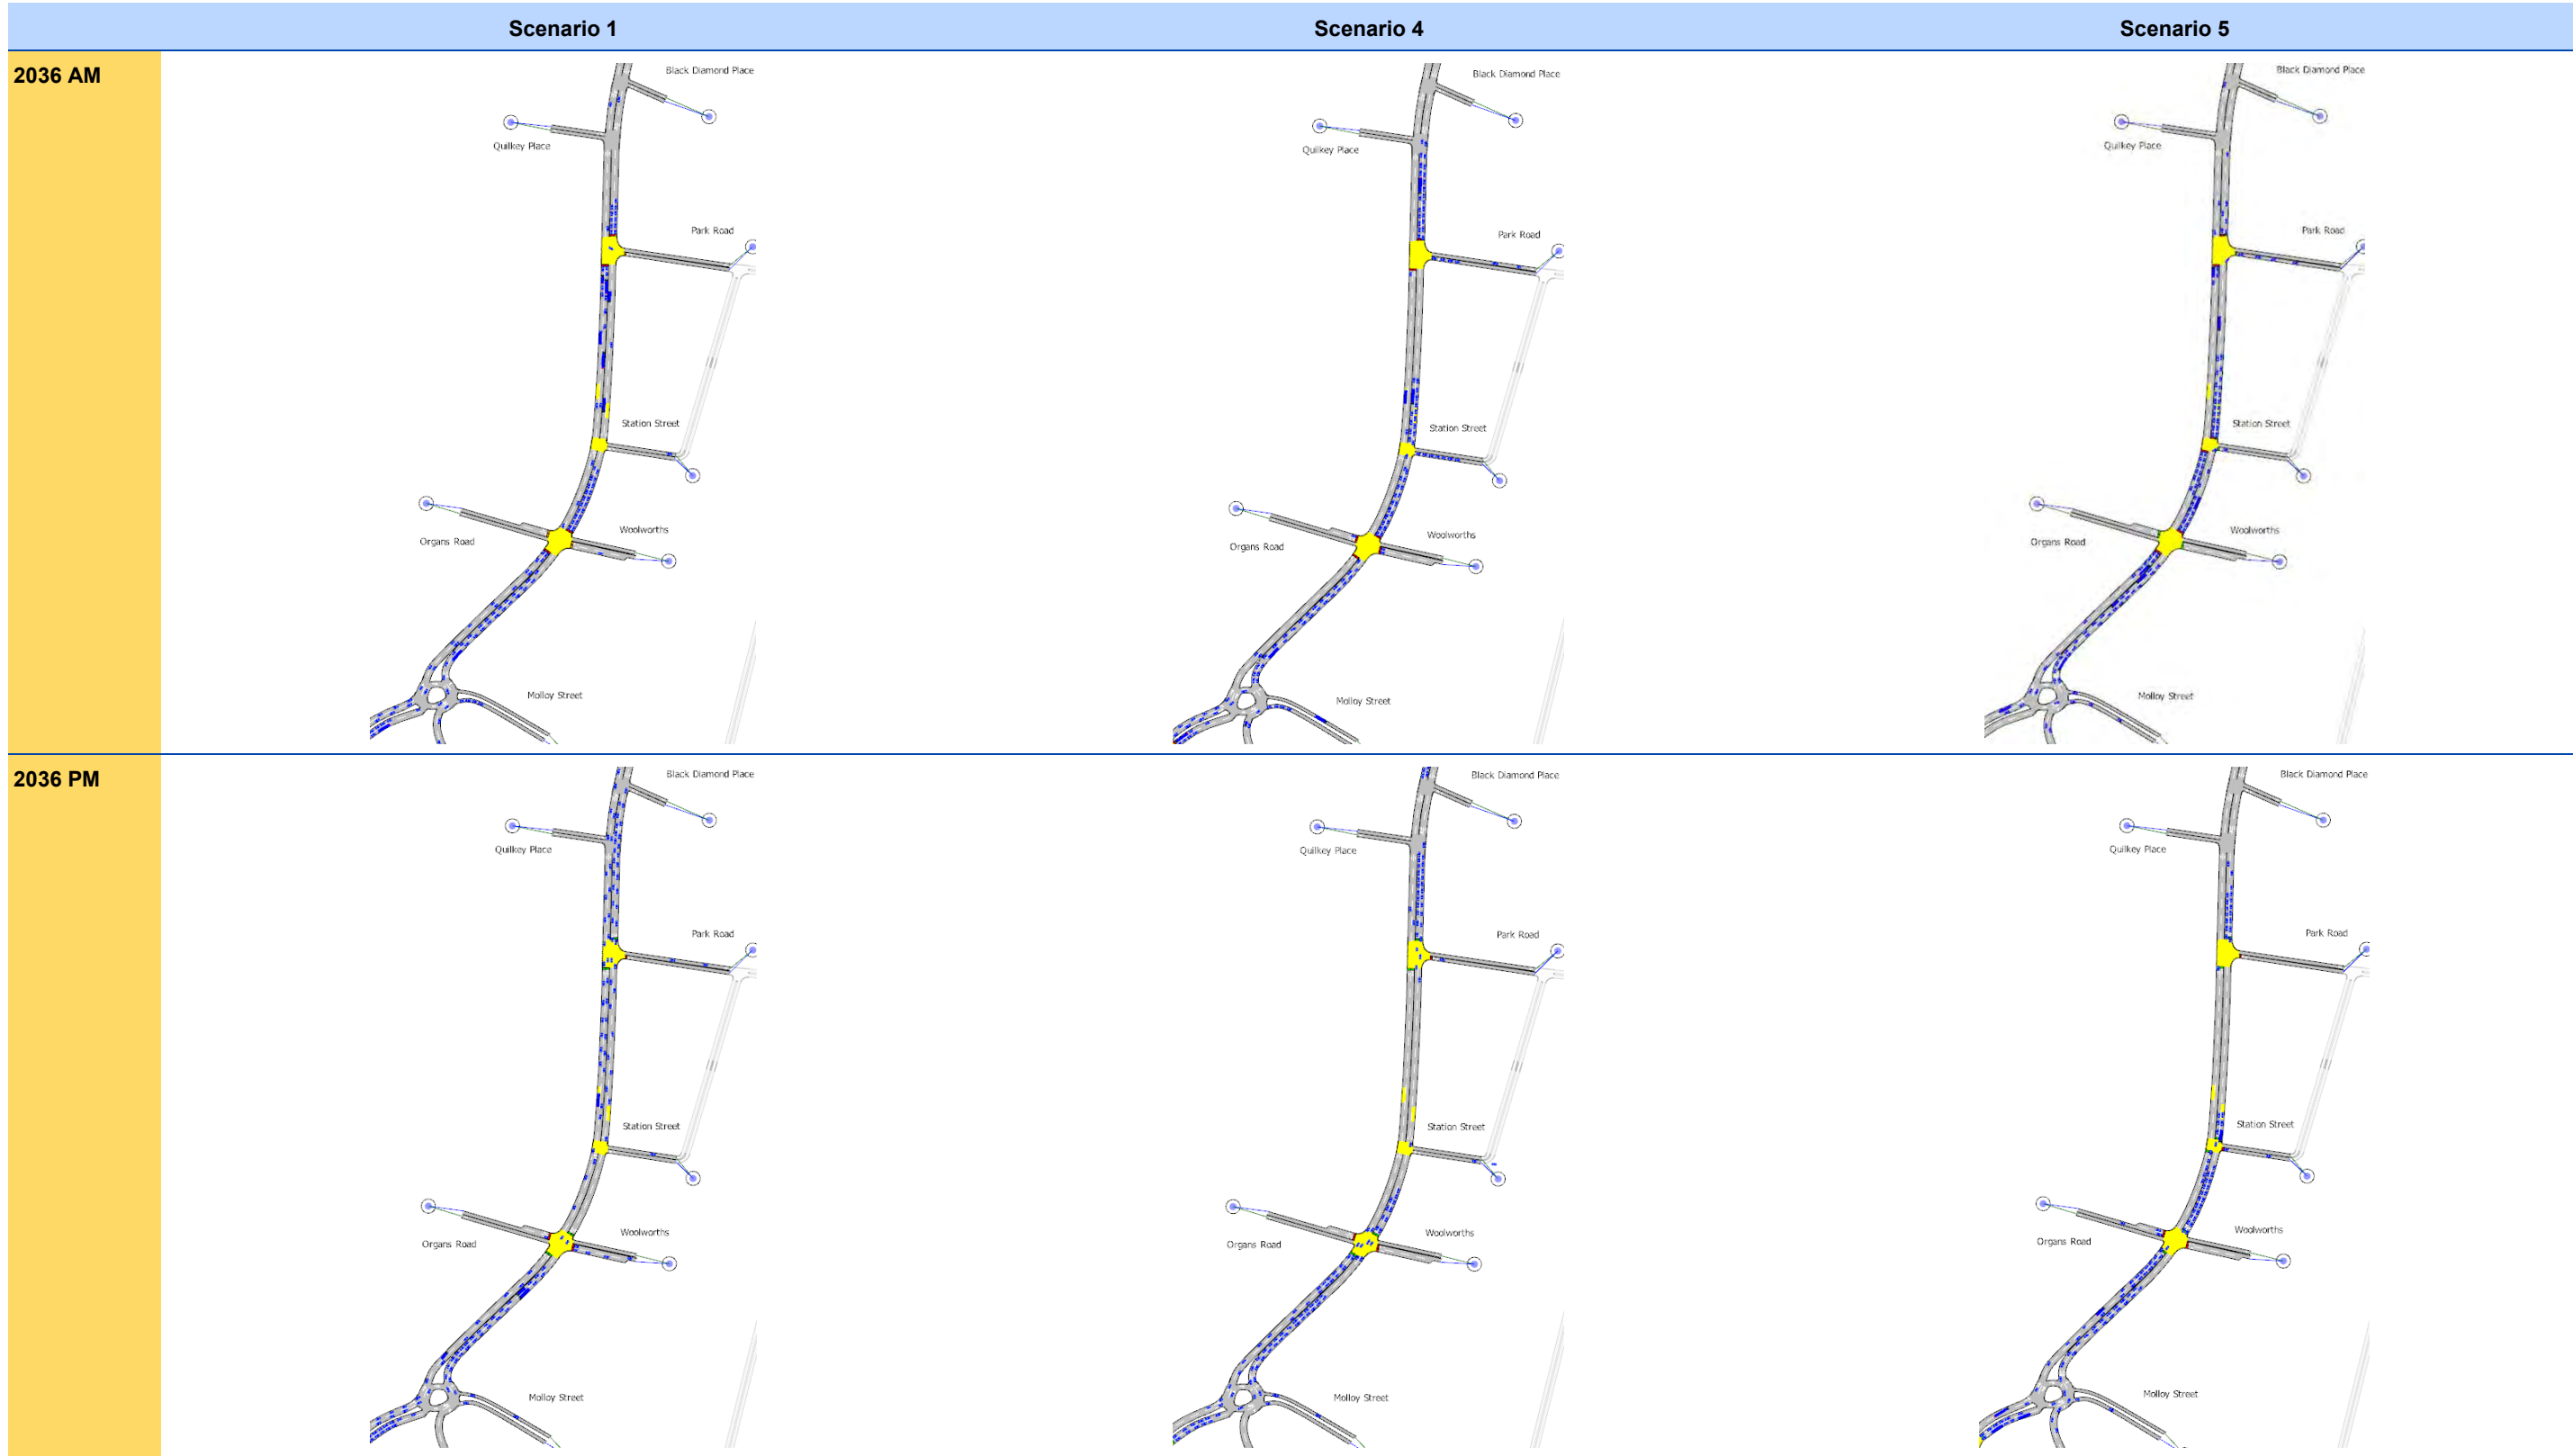 Scenario 1 Scenario 4 Scenario 5
2036 AM
Black Diamond Place
Quilkey Place
Park Road
Station Street
Woolworths
Organs Road
Molloy Street
Black Diamond Place
Quilkey Place
Park Road
Station Street
Woolworths
Organs Road
Molloy Street
Black Diamond Place
Quilkey Place
Park Road
Station Street
Woolworths
Organs Road
Molloy Street
2036 PM
Black Diamond Place
Quilkey Place
Park Road
Station Street
Woolworths
Organs Road
Molloy Street
Black Diamond Place
Quilkey Place
Park Road
Station Street
Woolworths
Organs Road
Molloy Street
Black Diamond Place
Quilkey Place
Park Road
Station Street
Woolworths
Organs Road
Molloy Street